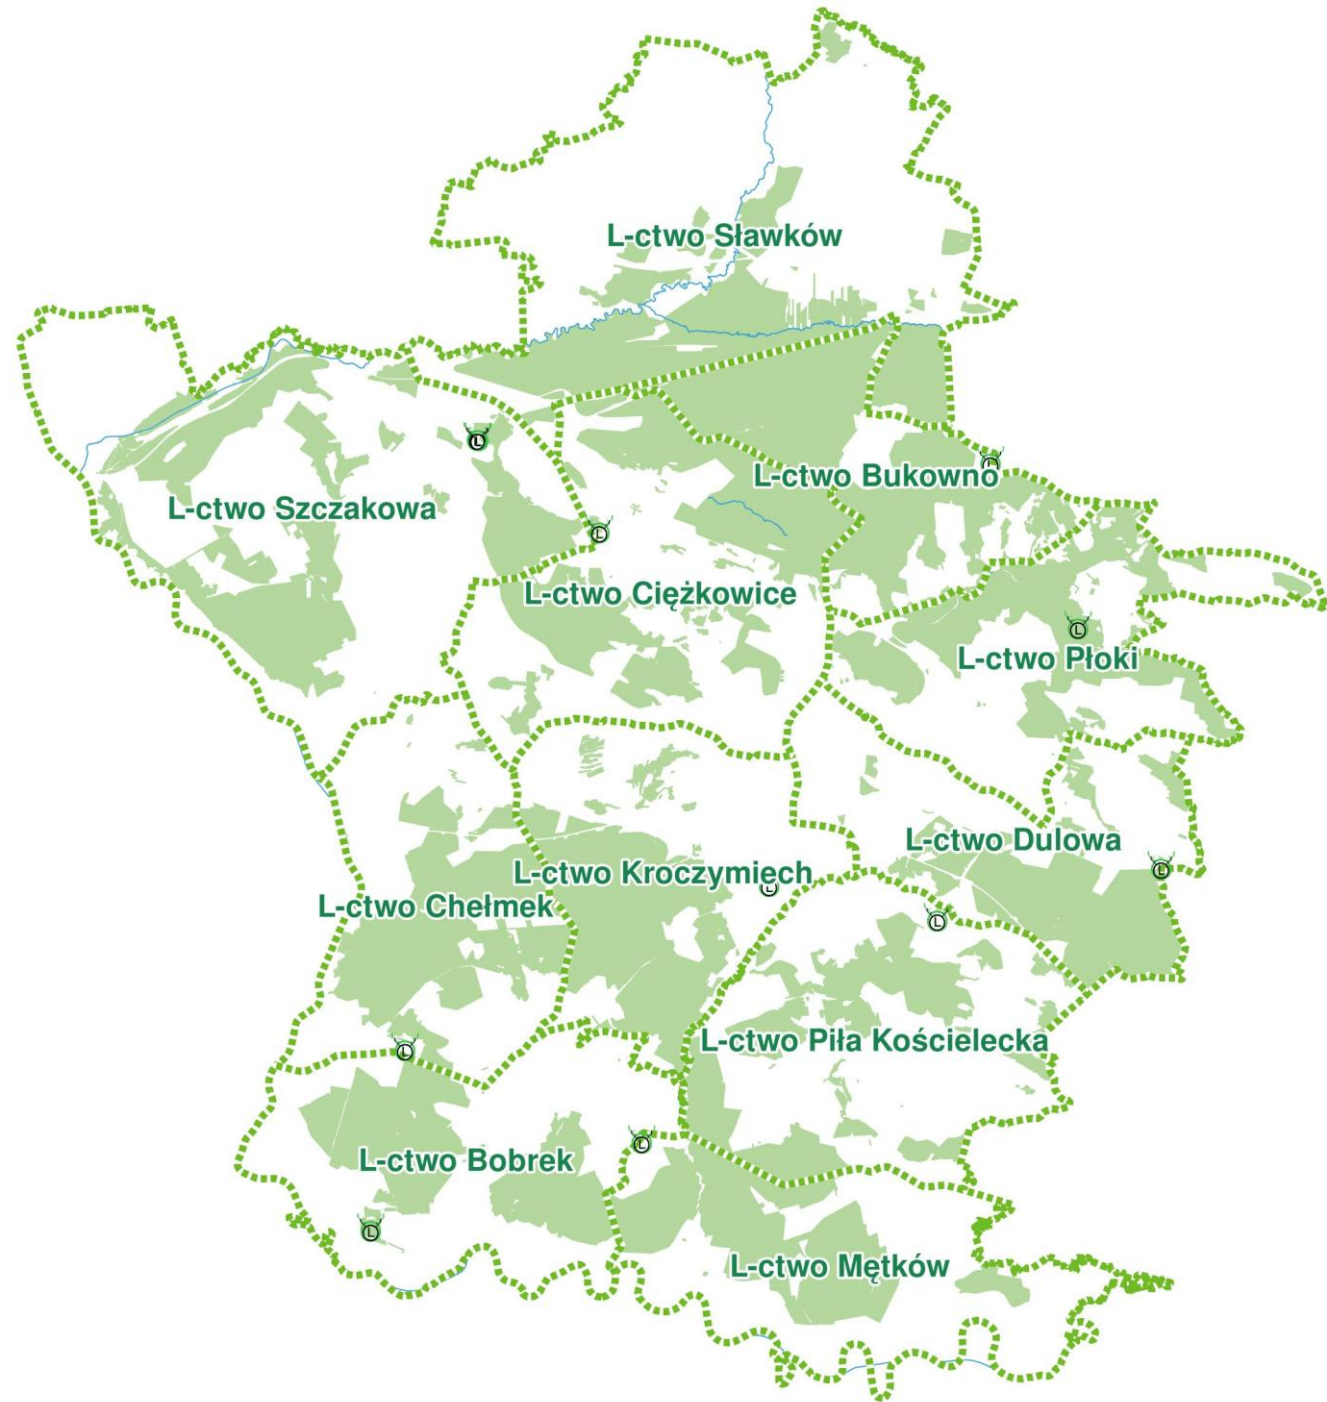 L-ctwo Sławków
L-ctwo Bukowno
L-ctwo Szczakowa
L-ctwo Ciężkowice
L-ctwo Płoki
L-ctwo Dulowa
L-ctwo Kroczymiech
L-ctwo Chełmek
L-ctwo Piła Kościelecka
L-ctwo Bobrek
L-ctwo Mętków
L
L
L
L
L
L
L
L
L
L